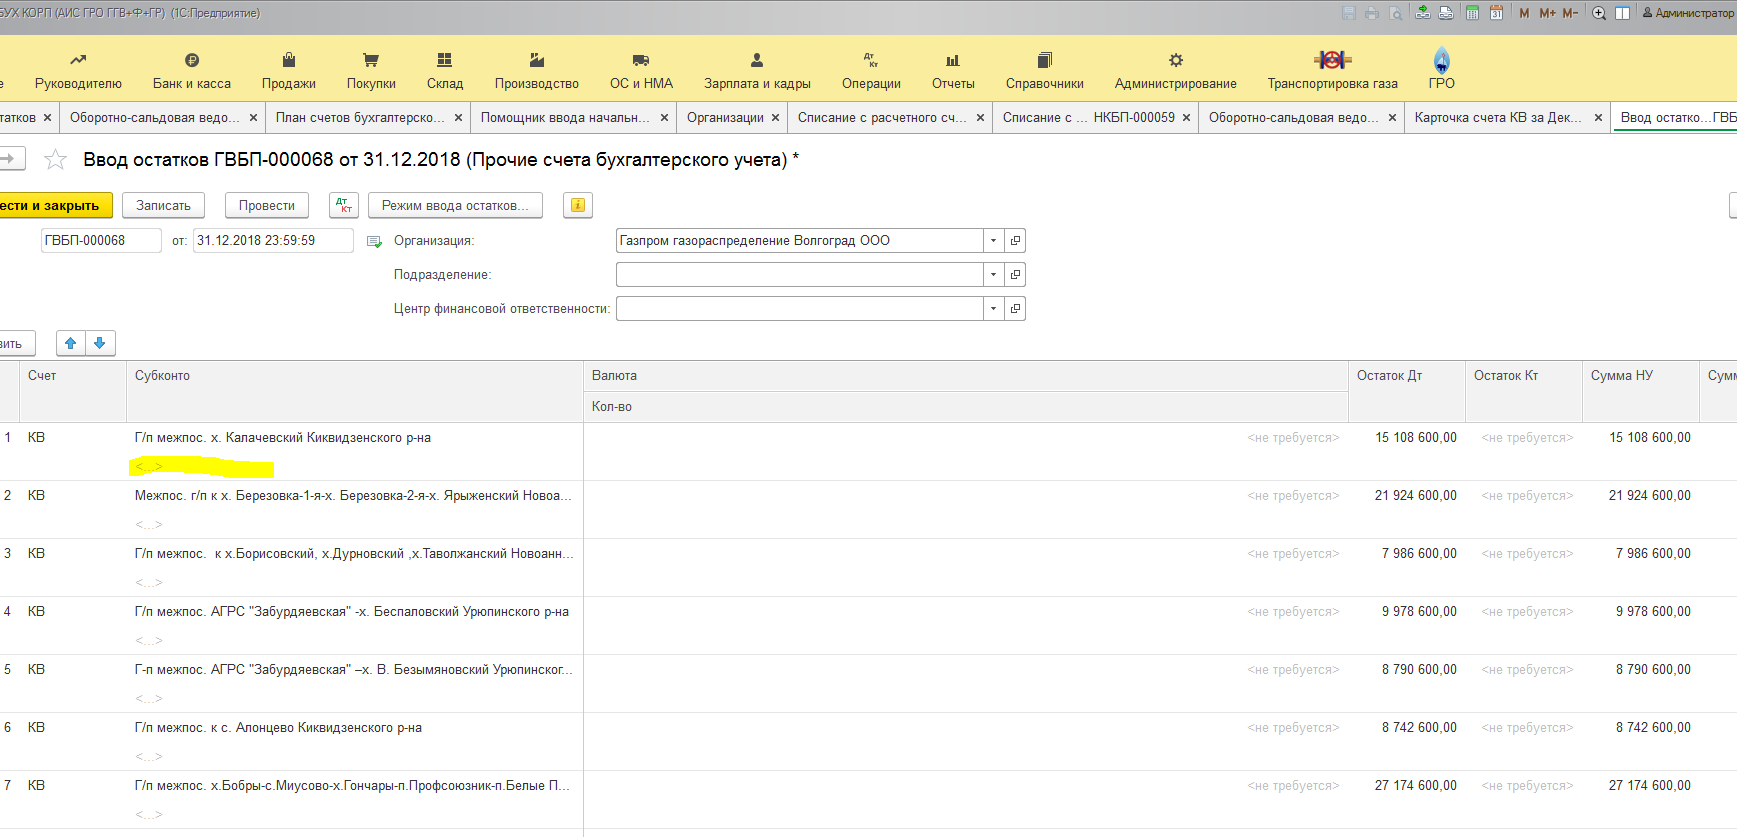 БУХ КОРП (АИС ГРО ГГВ+Ф+ГР) (1С:Предприятие)
31 M M+ M- Администратор
е Руководителю Банк и касса Продажи Покупки Склад Производство ОС и НМА Зарплата и кадры Операции Отчеты Справочники Администрирование Транспортировка газа ГРО
татков × Оборотно-сальдовая ведо... × План счетов бухгалтерско... × Помощник ввода начальн... × Организации × Списание с расчетного сч... × Списание с ... НКБП-000059 × Оборотно-сальдовая ведо... × Карточка счета КВ за Дек... × Ввод остатко...ГВБ
Ввод остатков ГВБП-000068 от 31.12.2018 (Прочие счета бухгалтерского учета) *
ести и закрыть Записать Провести Дт Кт Режим ввода остатков... i
ГВБП-000068 от: 31.12.2018 23:59:59 Организация: Газпром газораспределение Волгоград ООО
Подразделение:
Центр финансовой ответственности:
вить
Счет Субконто Валюта Остаток Дт Остаток Кт Сумма НУ Сумм
Кол-во
1 КВ Г/п межпос. х. Калачевский Киквидзенского р-на <не требуется> 15 108 600,00 <не требуется> 15 108 600,00
<...>
2 КВ Межпос. г/п к х. Березовка-1-я-х. Березовка-2-я-х. Ярыженский Новоа... <не требуется> 21 924 600,00 <не требуется> 21 924 600,00
<...>
3 КВ Г/п межпос. к х.Борисовский, х.Дурновский ,х.Таволжанский Новоанн... <не требуется> 7 986 600,00 <не требуется> 7 986 600,00
<...>
4 КВ Г/п межпос. АГРС "Забурдяевская" -х. Беспаловский Урюпинского р-на <не требуется> 9 978 600,00 <не требуется> 9 978 600,00
<...>
5 КВ Г-п межпос. АГРС "Забурдяевская" –х. В. Безымяновский Урюпинског... <не требуется> 8 790 600,00 <не требуется> 8 790 600,00
<...>
6 КВ Г/п межпос. к с. Алонцево Киквидзенского р-на <не требуется> 8 742 600,00 <не требуется> 8 742 600,00
<...>
7 КВ Г/п межпос. х.Бобры-с.Миусово-х.Гончары-п.Профсоюзник-п.Белые П... <не требуется> 27 174 600,00 <не требуется> 27 174 600,00
<...>